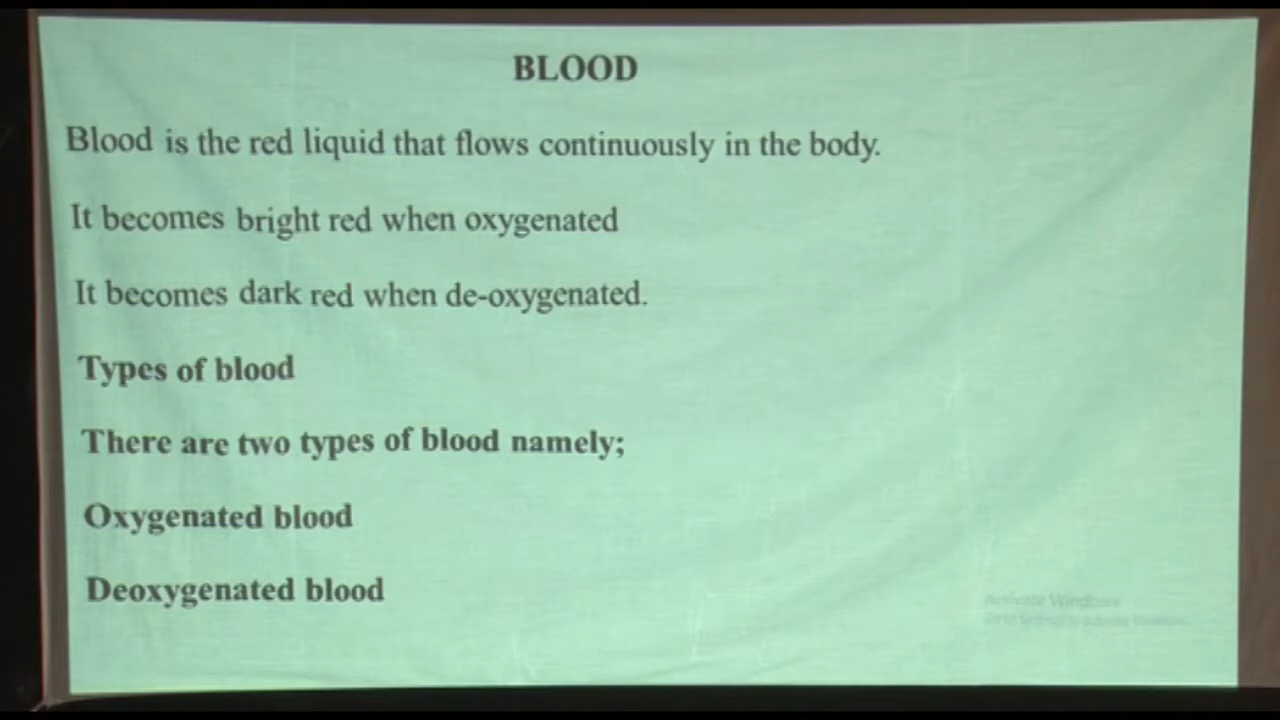 BLOOD
Blood is the red liquid that flows continuously in the body.
It becomes bright red when oxygenated
It becomes dark red when de-oxygenated.
Types of blood
There are two types of blood namely;
Oxygenated blood
Deoxygenated blood
Activate Windows